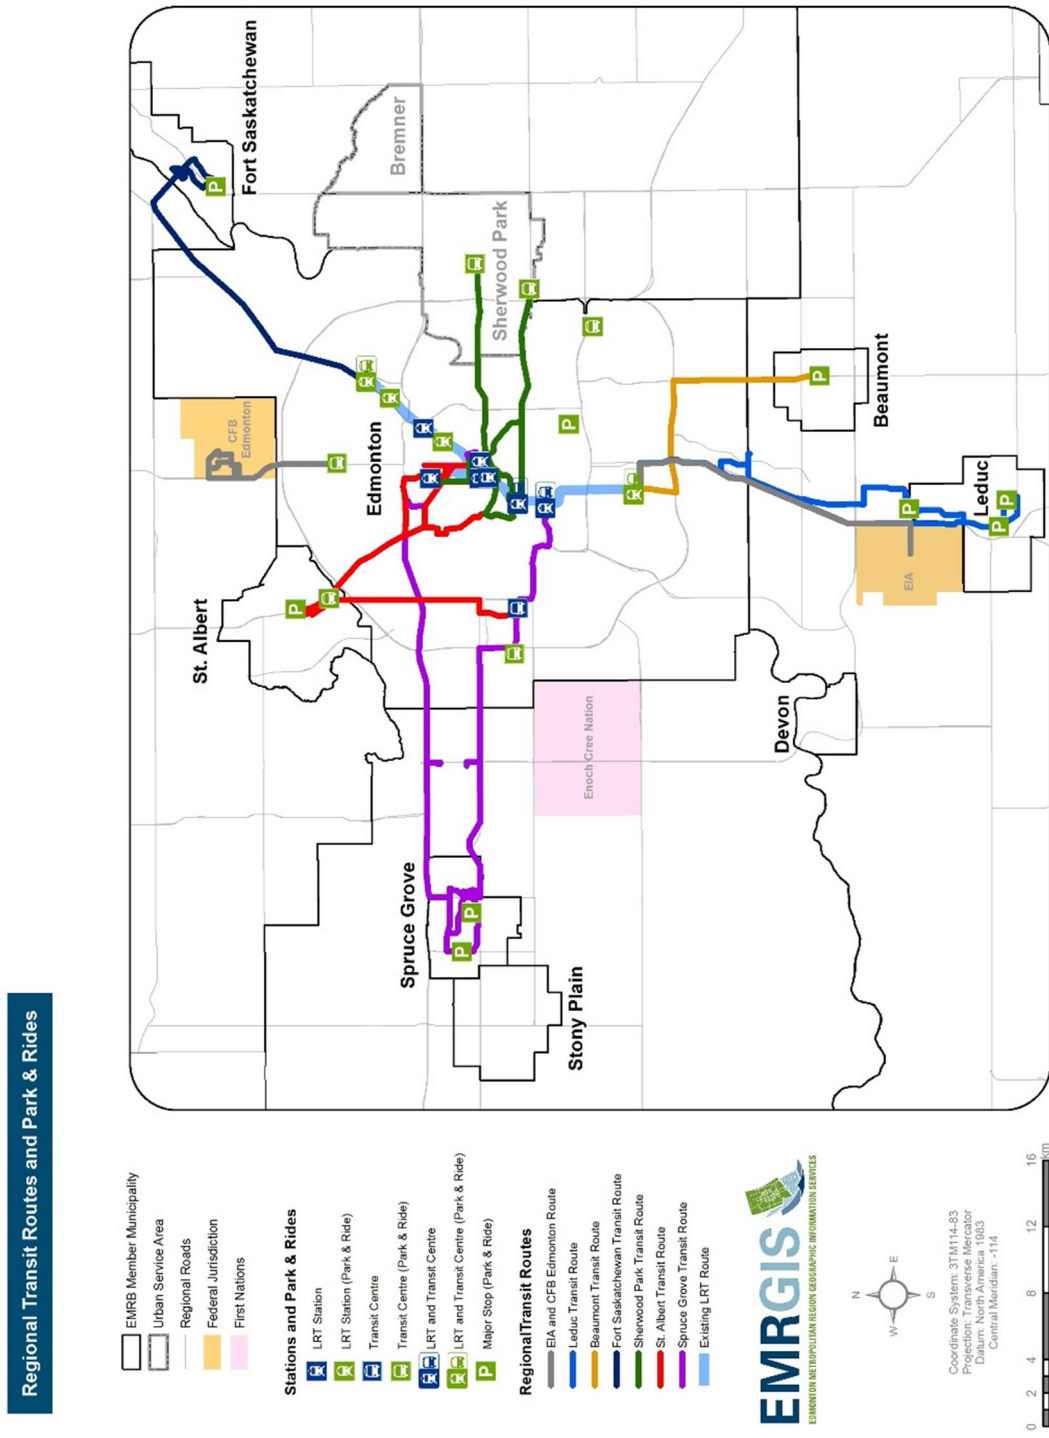 Regional Transit Routes and Park & Rides
EMRB Member Municipality
Urban Service Area
Regional Roads
Federal Jurisdiction
First Nations
Stations and Park & Rides
LRT Station
LRT Station (Park & Ride)
Transit Centre
Transit Centre (Park & Ride)
LRT and Transit Centre
LRT and Transit Centre (Park & Ride)
P Major Stop (Park & Ride)
RegionalTransit Routes
EIA and CFB Edmonton Route
Leduc Transit Route
Beaumont Transit Route
Fort Saskatchewan Transit Route
Sherwood Park Transit Route
St. Albert Transit Route
Spruce Grove Transit Route
Existing LRT Route
EMRGIS
EDMONTON METROPOLITAN REGION GEOGRAPHIC INFORMATION SERVICES
N
W
E
S
Coordinate System: 3TM114-83
Projection: Transverse Mercator
Datum: North America 1983
Central Meridian: -114
0 2 4 8 12 16
km
Fort Saskatchewan
P
Bremner
CFB
Edmonton
Sherwood Park
Edmonton
St. Albert
P
P
Spruce Grove
P
P
Stony Plain
Enoch Cree Nation
Beaumont
P
Devon
EIA
Leduc
P
P
P